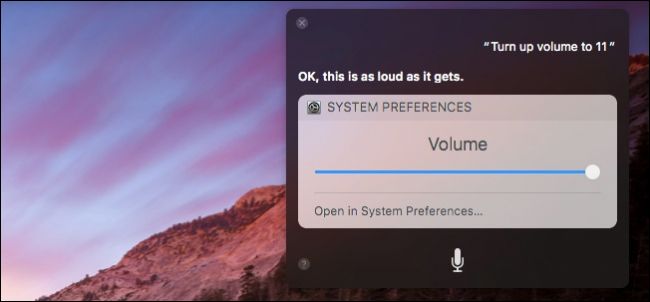 “Turn up volume to 11”
OK, this is as loud as it gets.
SYSTEM PREFERENCES
Volume
Open in System Preferences...
?